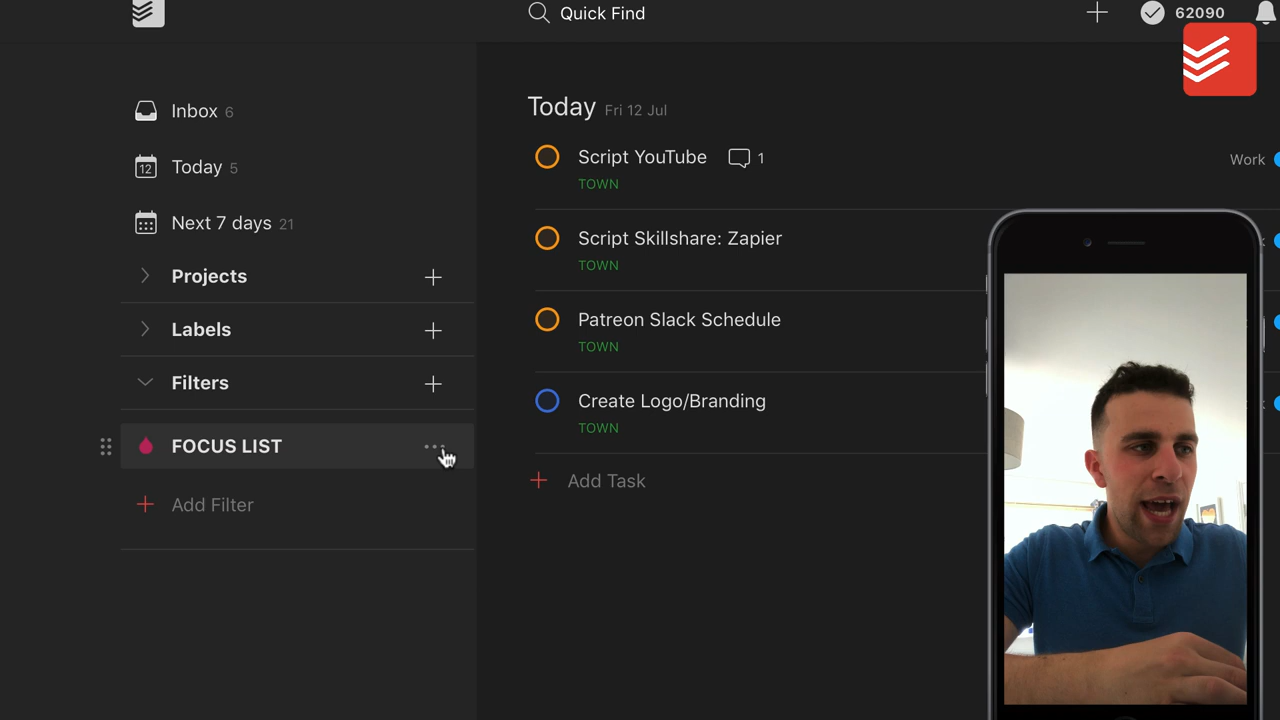 Quick Find
62090
Inbox 6
12 Today 5
Next 7 days 21
Projects
Labels
Filters
FOCUS LIST
Add Filter
Today Fri 12 Jul
Script YouTube 1
TOWN
Work
Script Skillshare: Zapier
TOWN
Patreon Slack Schedule
TOWN
Create Logo/Branding
TOWN
Add Task